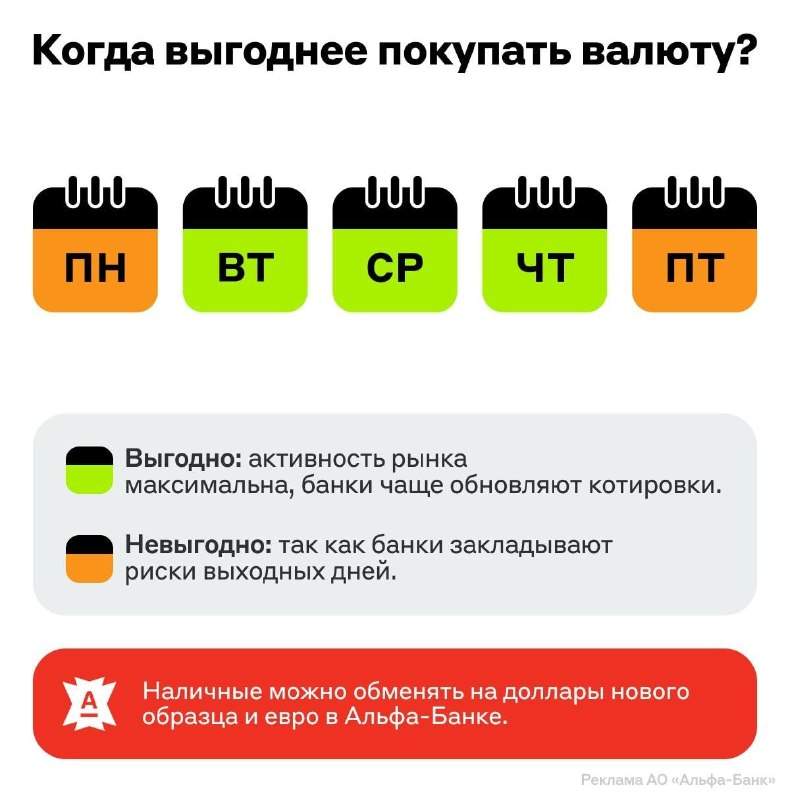 Когда выгоднее покупать валюту?
ПН ВТ СР ЧТ ПТ
Выгодно: активность рынка
максимальна, банки чаще обновляют котировки.
Невыгодно: так как банки закладывают
риски выходных дней.
А
Наличные можно обменять на доллары нового
образца и евро в Альфа-Банке.
Реклама АО «Альфа-Банк»